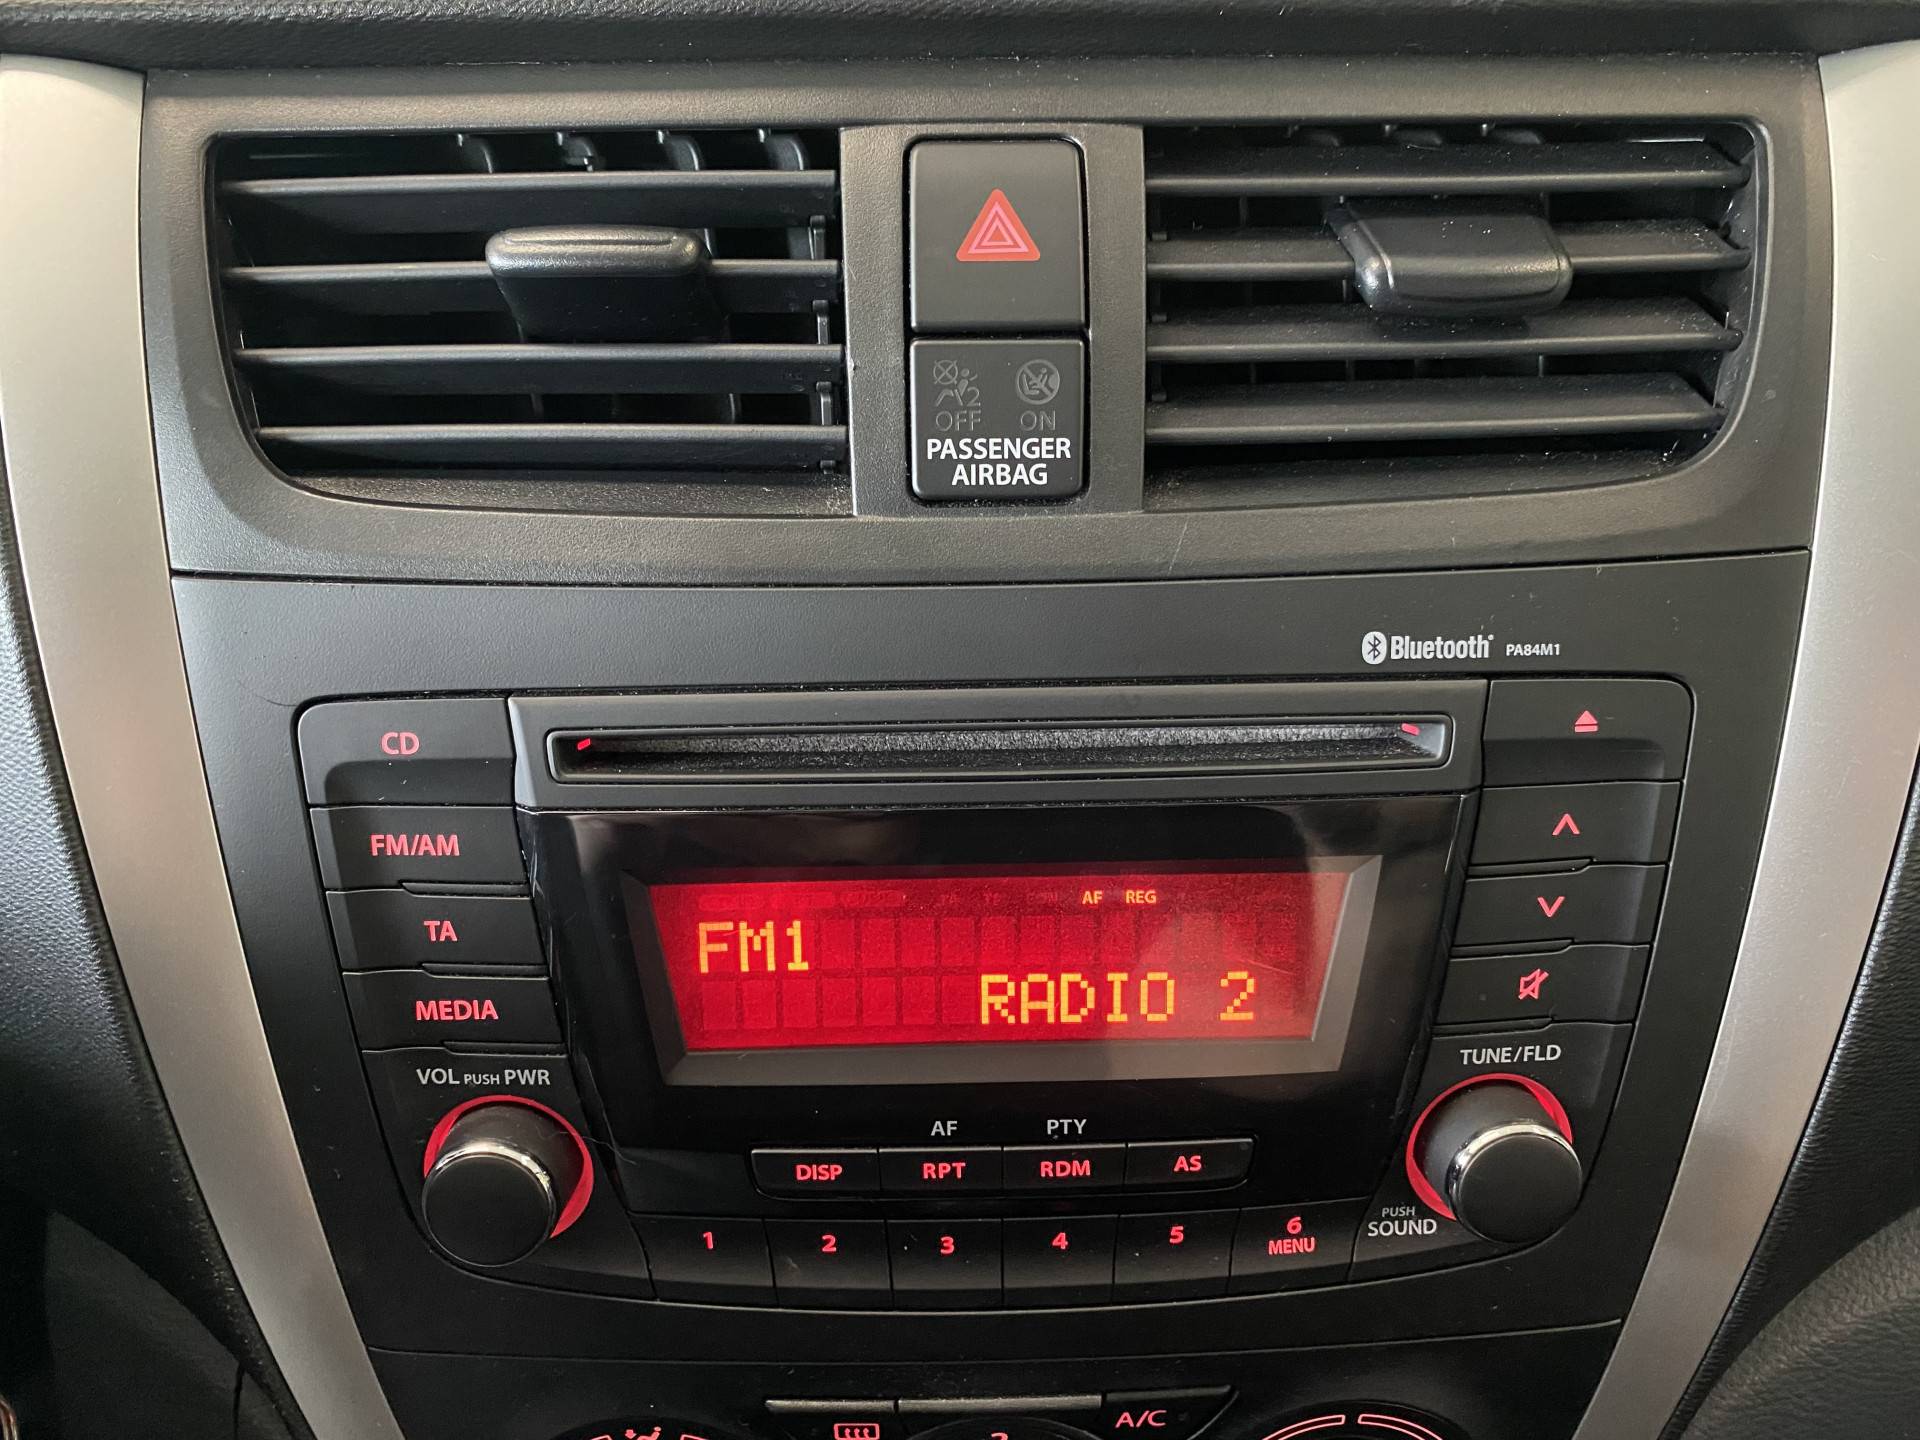 OFF ON
PASSENGER
AIRBAG
Bluetooth PA84M1
CD
FM/AM
TA
MEDIA
VOL PUSH PWR
AF REG
FM1
RADIO 2
TUNE/FLD
AF PTY
DISP RPT RDM AS
PUSH
SOUND
1 2 3 4 5 6
MENU
A/C